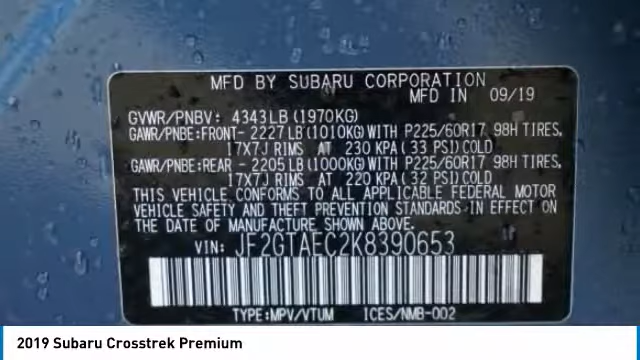 MFD BY SUBARU CORPORATION
MFD IN 09/19
GVWR/PNBV: 4343LB(1970KG)
GAWR/PNBE:FRONT- 2227LB(1010KG)WITH P225/60R17 98H TIRES,
17X7J RIMS AT 230 KPA(33 PSI)COLD
GAWR/PNBE:REAR - 2205LB(1000KG)WITH P225/60R17 98H TIRES,
17X7J RIMS AT 220 KPA(32 PSI)COLD
THIS VEHICLE CONFORMS TO ALL APPLICABLE FEDERAL MOTOR
VEHICLE SAFETY AND THEFT PREVENTION STANDARDS IN EFFECT ON
THE DATE OF MANUFACTURE SHOWN ABOVE.
VIN: JF2GTAEC2K8390653
TYPE:MPV/VTUM ICES/NMB-002
2019 Subaru Crosstrek Premium